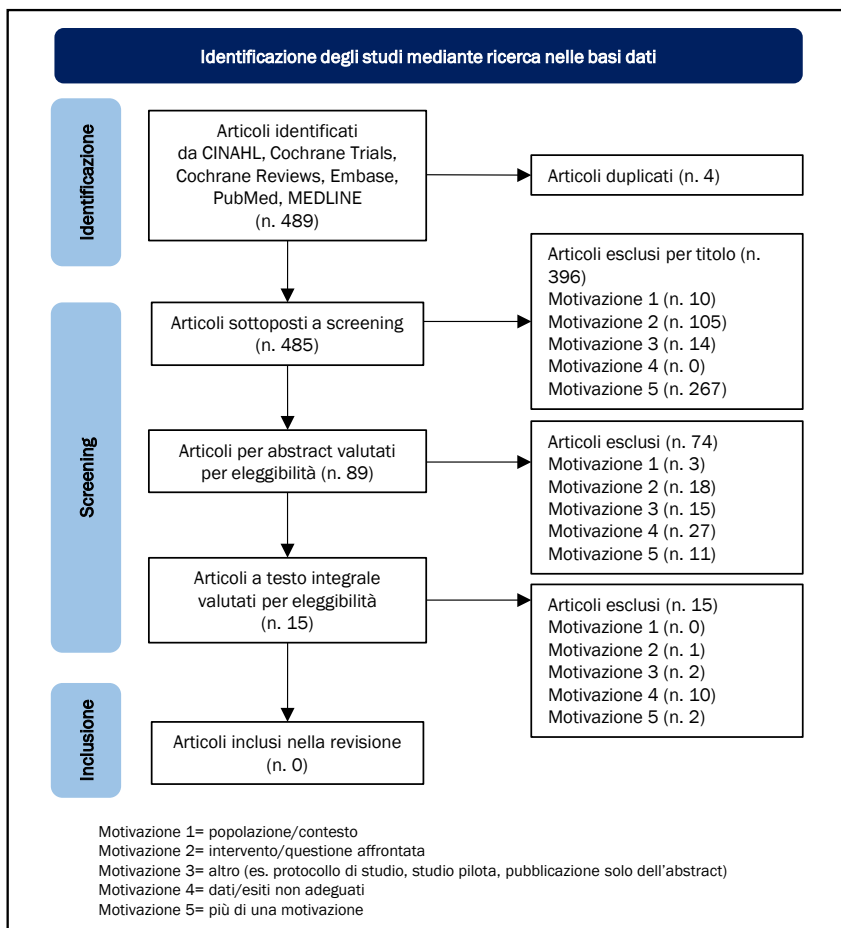 Identificazione degli studi mediante ricerca nelle basi dati
Identificazione
Articoli identificati
da CINAHL, Cochrane Trials,
Cochrane Reviews, Embase,
PubMed, MEDLINE
(n. 489)
Articoli duplicati (n. 4)
Screening
Articoli sottoposti a screening
(n. 485)
Articoli esclusi per titolo (n.
396)
Motivazione 1 (n. 10)
Motivazione 2 (n. 105)
Motivazione 3 (n. 14)
Motivazione 4 (n. 0)
Motivazione 5 (n. 267)
Articoli per abstract valutati
per eleggibilità (n. 89)
Articoli esclusi (n. 74)
Motivazione 1 (n. 3)
Motivazione 2 (n. 18)
Motivazione 3 (n. 15)
Motivazione 4 (n. 27)
Motivazione 5 (n. 11)
Articoli a testo integrale
valutati per eleggibilità
(n. 15)
Articoli esclusi (n. 15)
Motivazione 1 (n. 0)
Motivazione 2 (n. 1)
Motivazione 3 (n. 2)
Motivazione 4 (n. 10)
Motivazione 5 (n. 2)
Inclusione
Articoli inclusi nella revisione
(n. 0)
Motivazione 1= popolazione/contesto
Motivazione 2= intervento/questione affrontata
Motivazione 3= altro (es. protocollo di studio, studio pilota, pubblicazione solo dell'abstract)
Motivazione 4= dati/esiti non adeguati
Motivazione 5= più di una motivazione